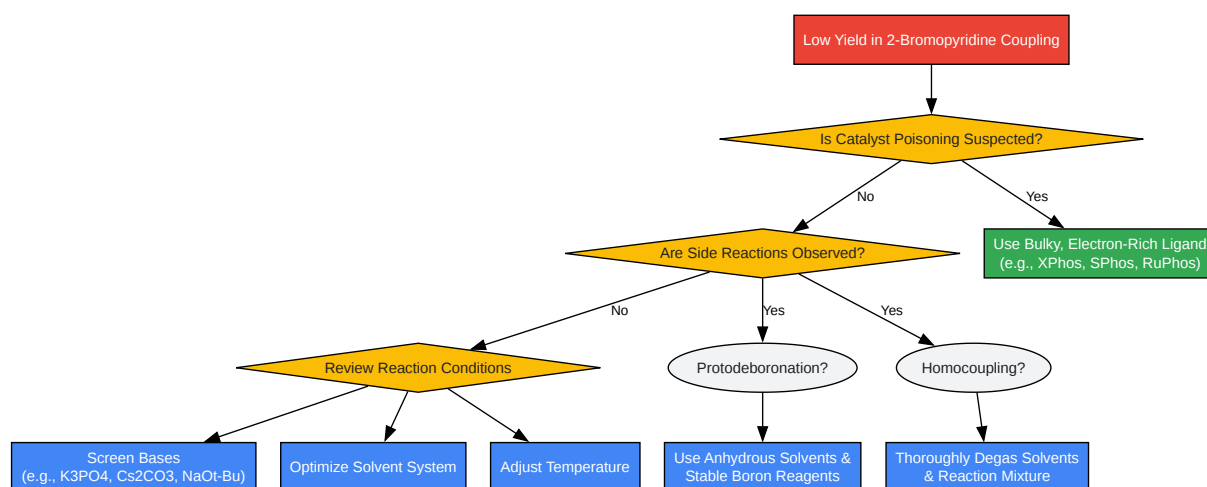 Low Yield in 2-Bromopyridine Coupling
Is Catalyst Poisoning Suspected?
No
Yes
Use Bulky, Electron-Rich Ligand
(e.g., XPhos, SPhos, RuPhos)
Are Side Reactions Observed?
No
Yes
Yes
Review Reaction Conditions
Protodeboronation?
Homocoupling?
Screen Bases
(e.g., K3PO4, Cs2CO3, NaOt-Bu)
Optimize Solvent System
Adjust Temperature
Use Anhydrous Solvents &
Stable Boron Reagents
Thoroughly Degas Solvents
& Reaction Mixture